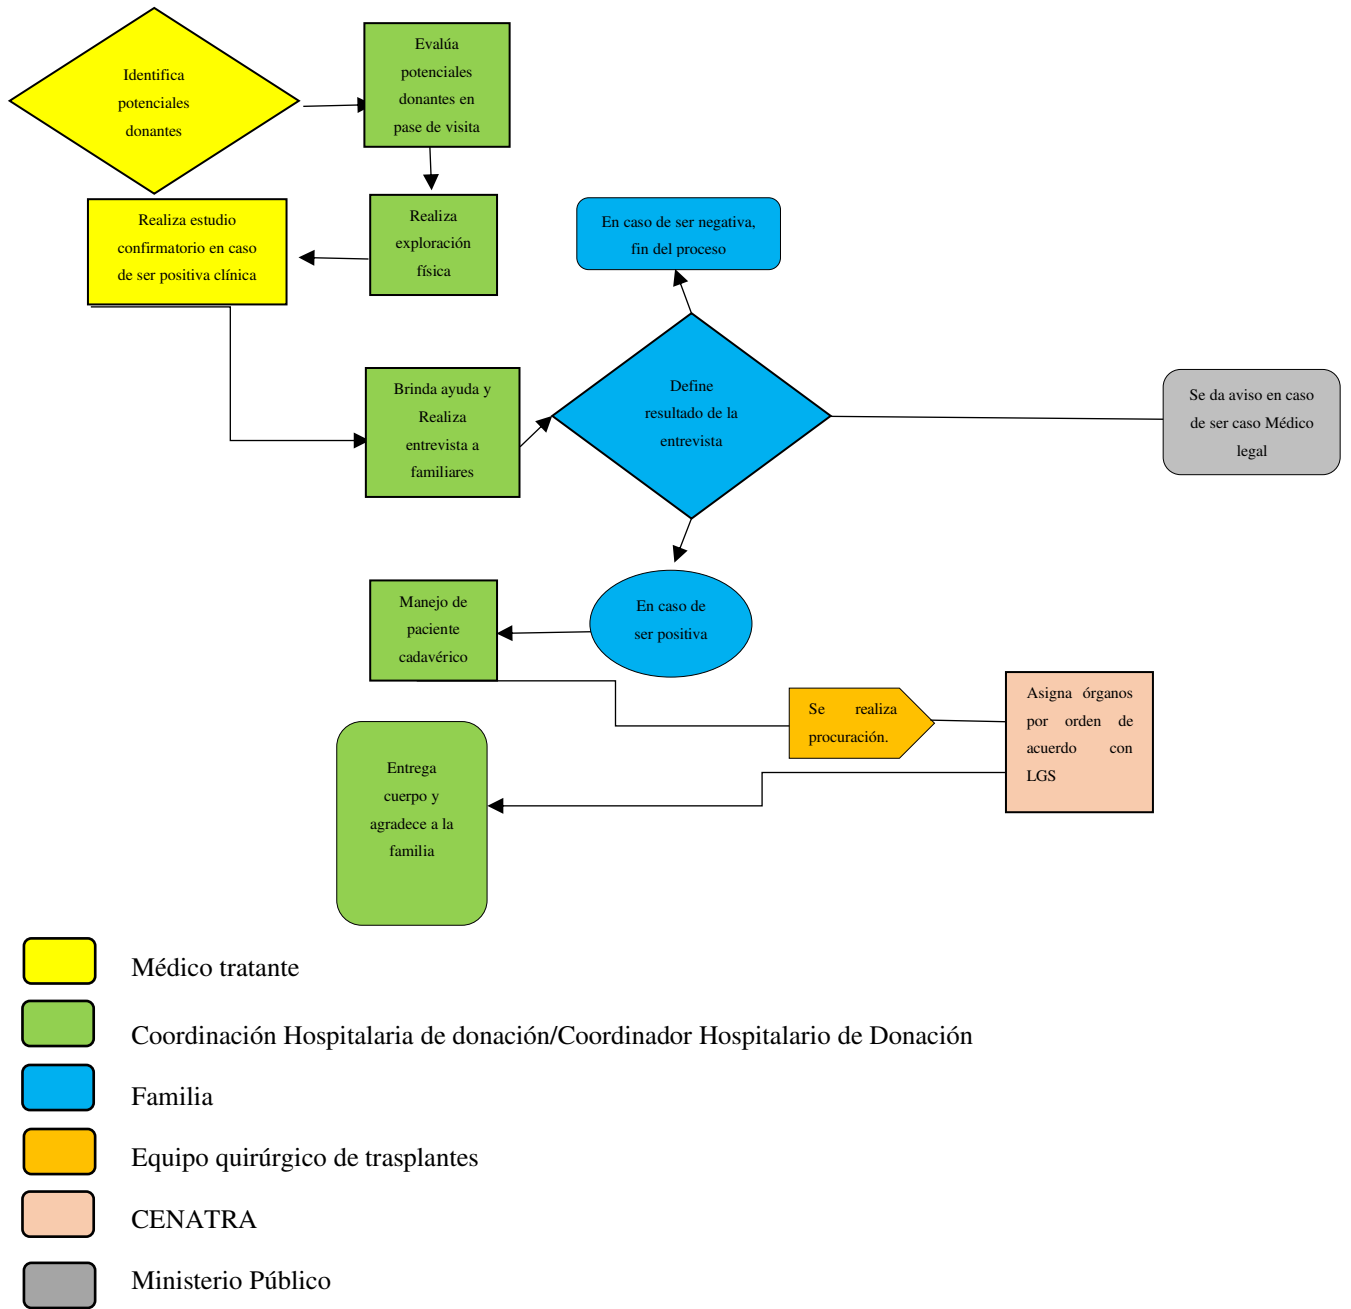 Identifica
potenciales
donantes
Evalúa
potenciales
donantes en
pase de visita
Realiza
exploración
física
Realiza estudio
confirmatorio en caso
de ser positiva clínica
Brinda ayuda y
Realiza
entrevista a
familiares
En caso de ser negativa,
fin del proceso
Define
resultado de la
entrevista
Se da aviso en caso
de ser caso Médico
legal
En caso de
ser positiva
Manejo de
paciente
cadavérico
Se realiza
procuración.
Asigna órganos
por orden de
acuerdo con
LGS
Entrega
cuerpo y
agradece a la
familia
Médico tratante
Coordinación Hospitalaria de donación/Coordinador Hospitalario de Donación
Familia
Equipo quirúrgico de trasplantes
CENATRA
Ministerio Público